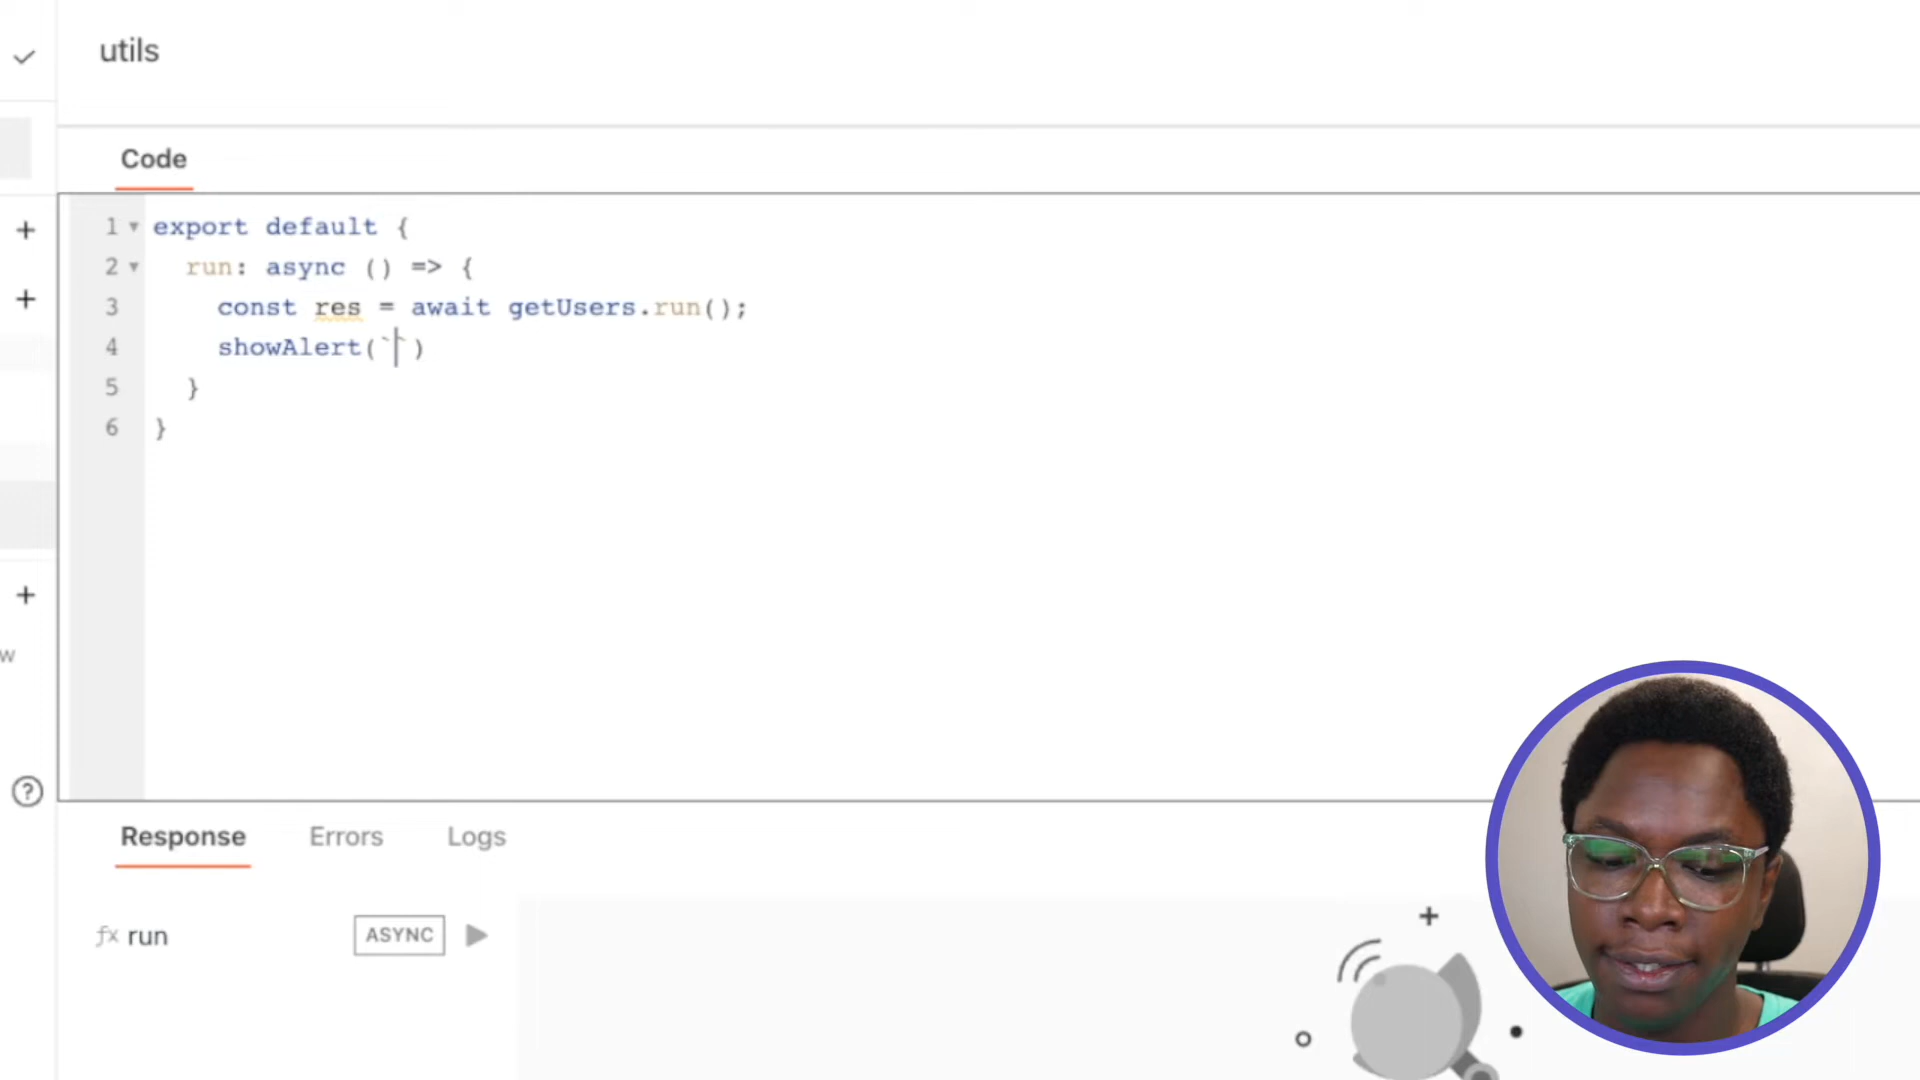 utils
Code
1 export default {
2 run: async () => {
3 const res = await getUsers.run();
4 showAlert(``)
5 }
6 }
w
?
Response Errors Logs
fx run ASYNC